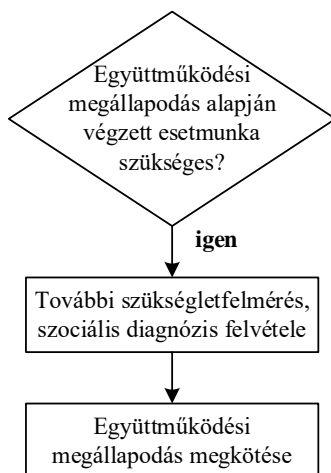 Együttműködési
megállapodás alapján
végzett esetmunka
szükséges?
igen
További szükségletfelmérés,
szociális diagnózis felvétele
Együttműködési
megállapodás megkötése